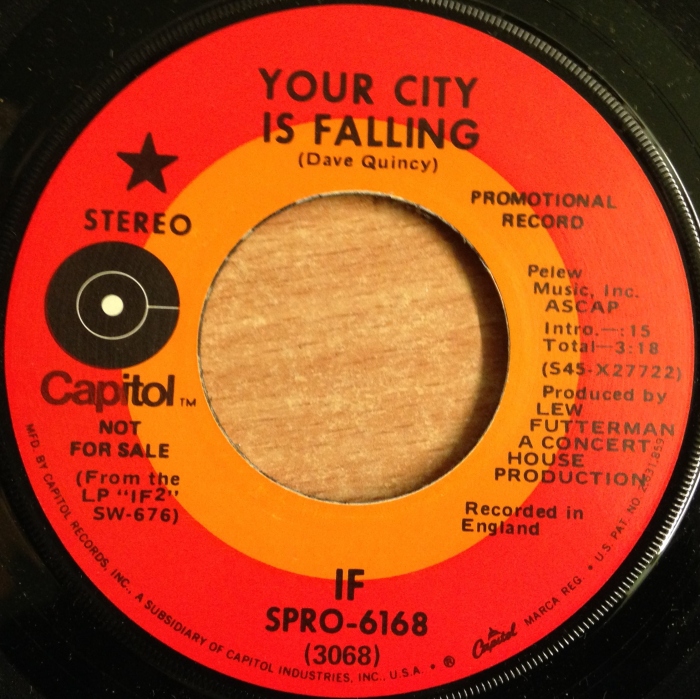 YOUR CITY
IS FALLING
(Dave Quincy)
STEREO
Capitol™
NOT
FOR SALE
(From the
LP "IF2"
SW-676)
PROMOTIONAL
RECORD
Pelew
Music, Inc.
ASCAP
Intro.—:15
Total—3:18
(S45-X27722)
Produced by
LEW
FUTTERMAN
A CONCERT
HOUSE
PRODUCTION
Recorded in
England
IF
SPRO-6168
(3068)
MFD. BY CAPITOL RECORDS, INC., A SUBSIDIARY OF CAPITOL INDUSTRIES, INC., U.S.A. • ® Capitol MARCA REG. • U.S. PAT. NO.